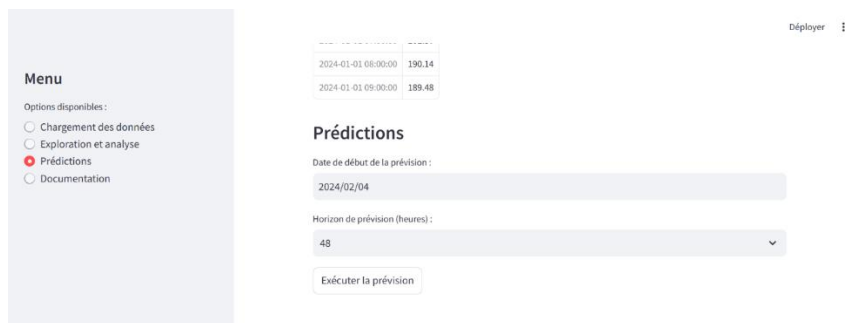 Déployer
Menu
Options disponibles :
Chargement des données
Exploration et analyse
Prédictions
Documentation
2024-01-01 08:00:00 190.14
2024-01-01 09:00:00 189.48
Prédictions
Date de début de la prévision :
2024/02/04
Horizon de prévision (heures) :
48
Exécuter la prévision